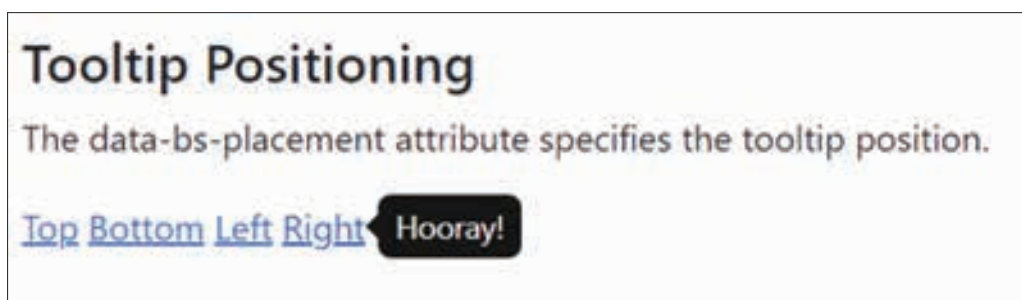 Tooltip Positioning
The data-bs-placement attribute specifies the tooltip position.
Top Bottom Left Right Hooray!